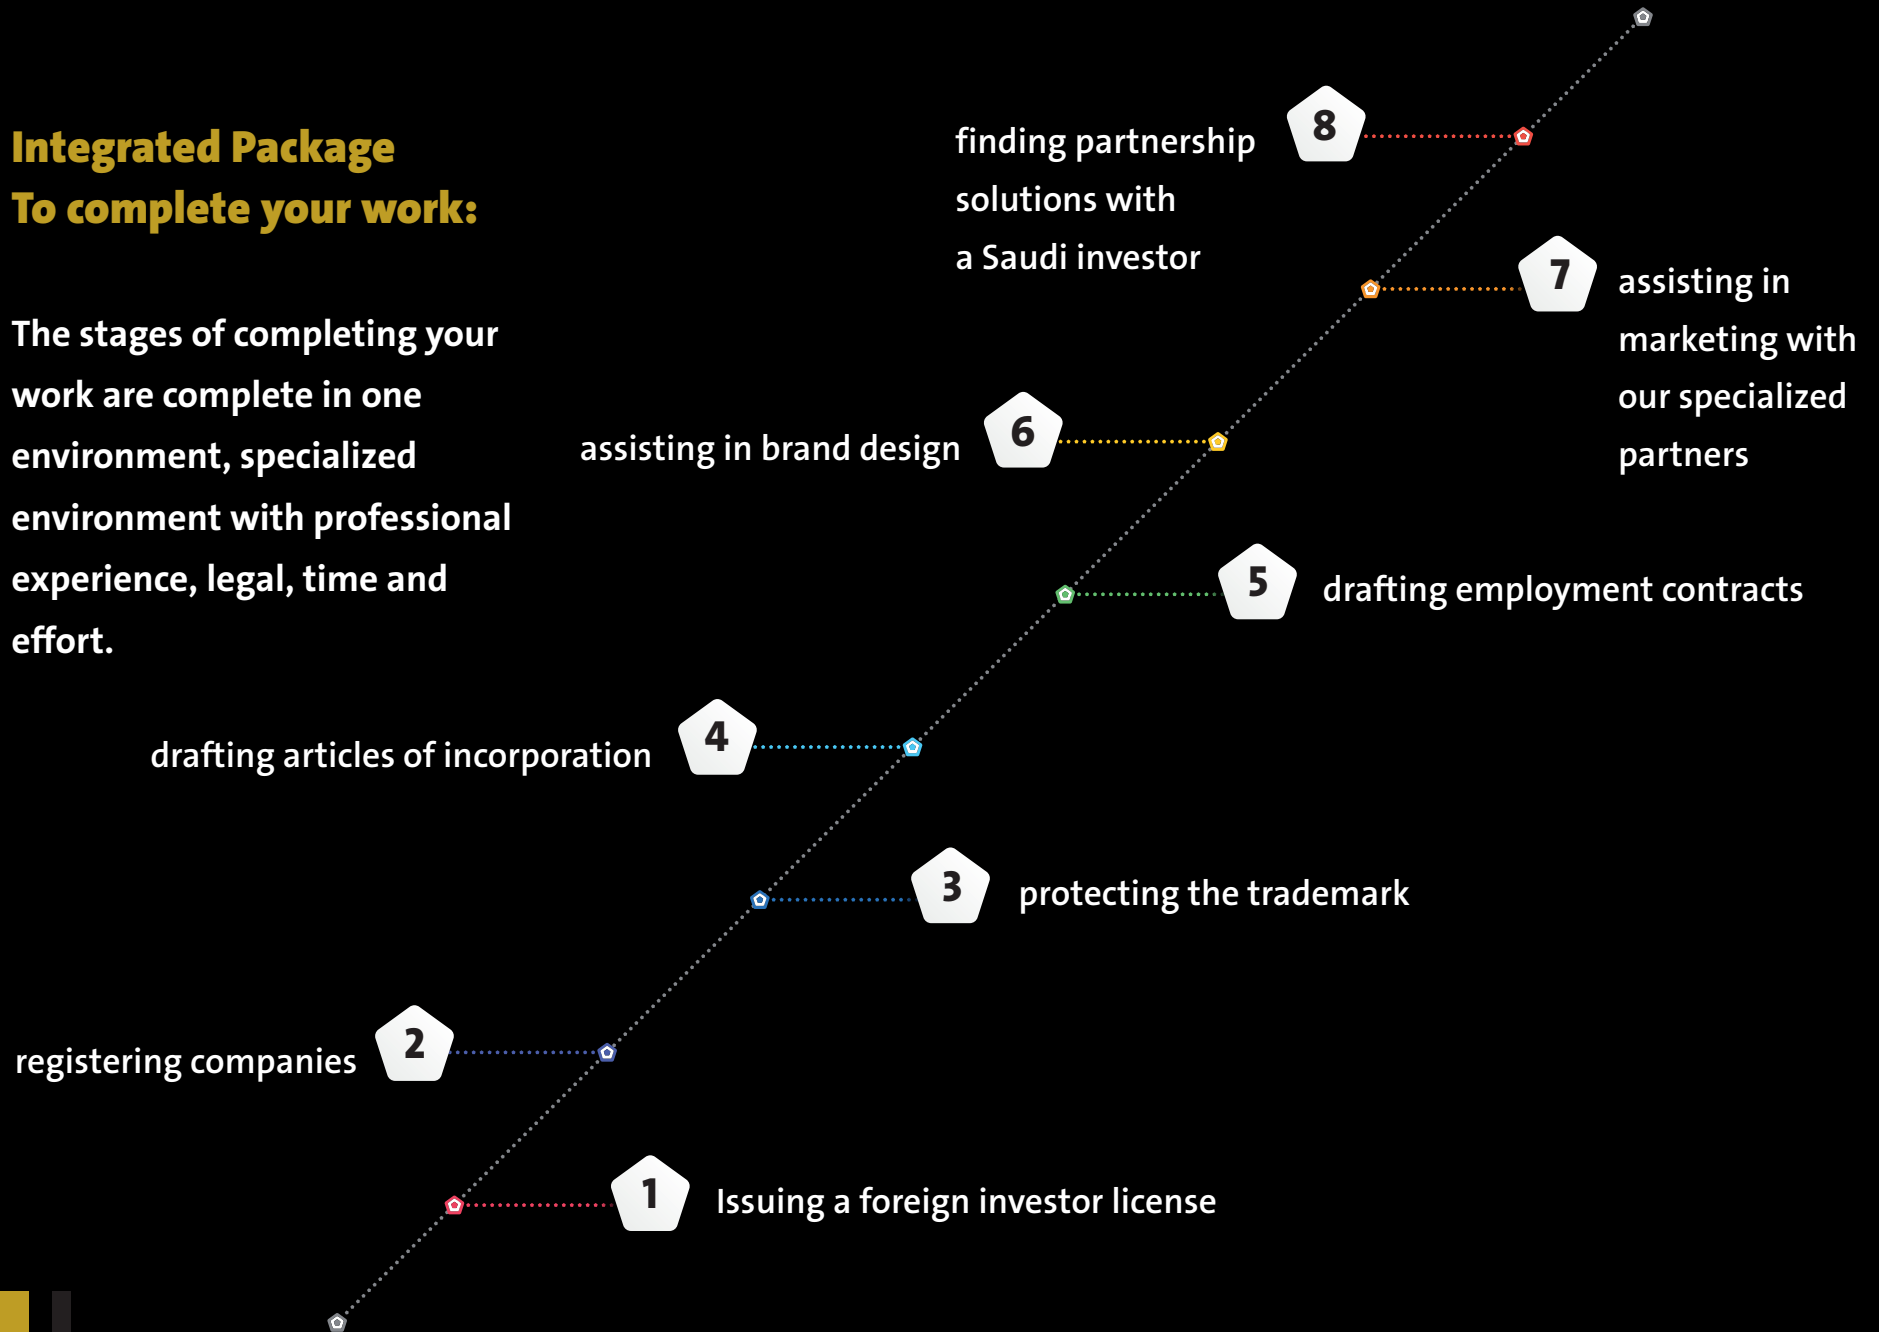 Integrated Package
To complete your work:
The stages of completing your
work are complete in one
environment, specialized
environment with professional
experience, legal, time and
effort.
8
finding partnership
solutions with
a Saudi investor
7
assisting in
marketing with
our specialized
partners
6
assisting in brand design
5
drafting employment contracts
4
drafting articles of incorporation
3
protecting the trademark
2
registering companies
1
Issuing a foreign investor license